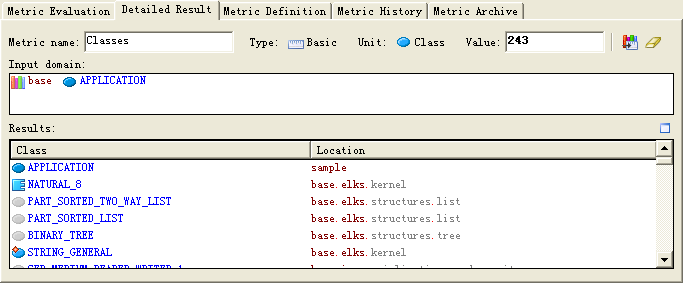 Metric Evaluation Detailed Result Metric Definition Metric History Metric Archive
Metric name: Classes Type: Basic Unit: Class Value: 243
Input domain:
base APPLICATION
Results:
Class Location
APPLICATION sample
NATURAL_8 base.elks.kernel
PART_SORTED_TWO_WAY_LIST base.elks.structures.list
PART_SORTED_LIST base.elks.structures.list
BINARY_TREE base.elks.structures.tree
STRING_GENERAL base.elks.kernel